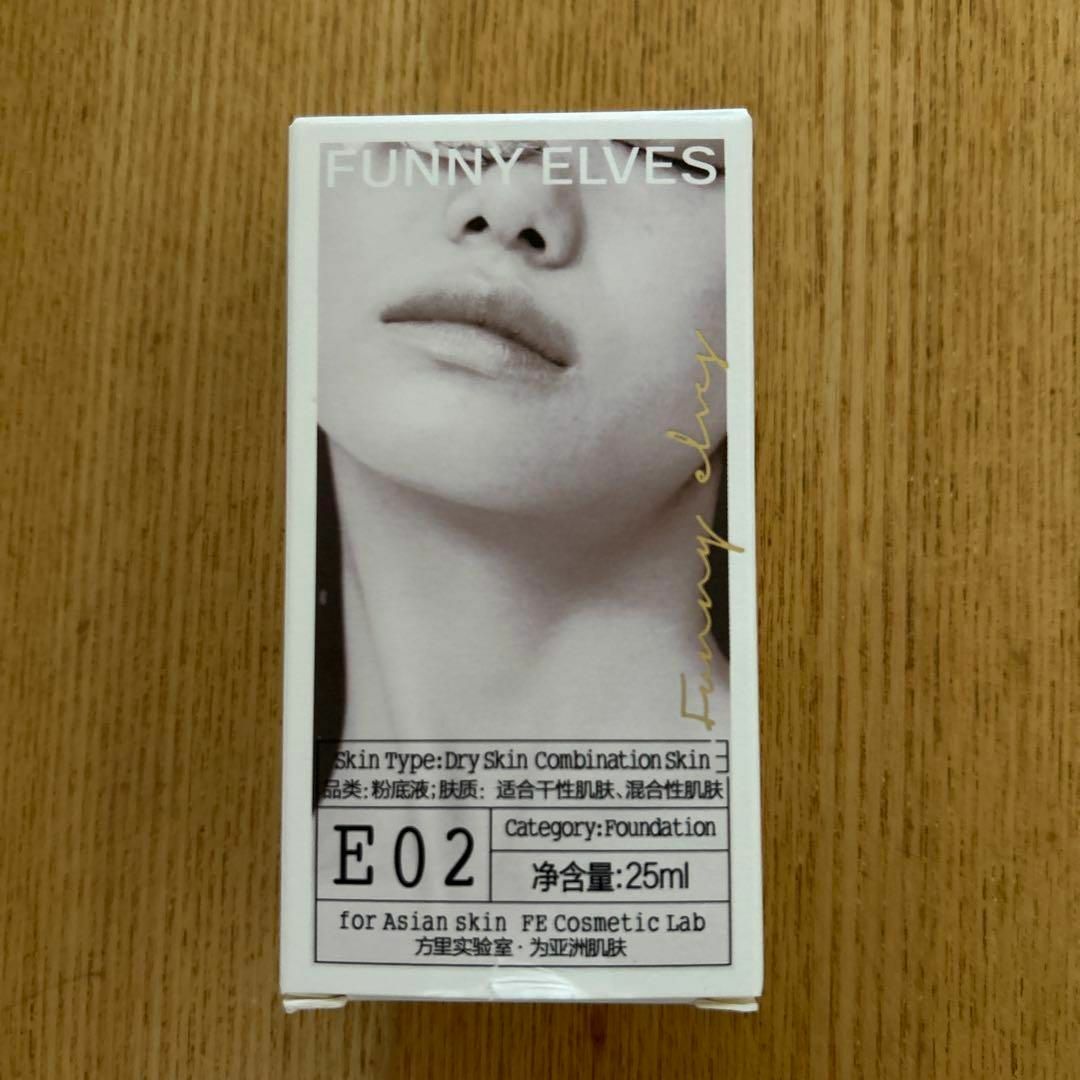 FUNNY ELVES
Funny elves
Skin Type:Dry Skin Combination Skin
品类:粉底液;肤质: 适合干性肌肤、混合性肌肤
E02
Category:Foundation
净含量:25ml
for Asian skin FE Cosmetic Lab
方里实验室·为亚洲肌肤